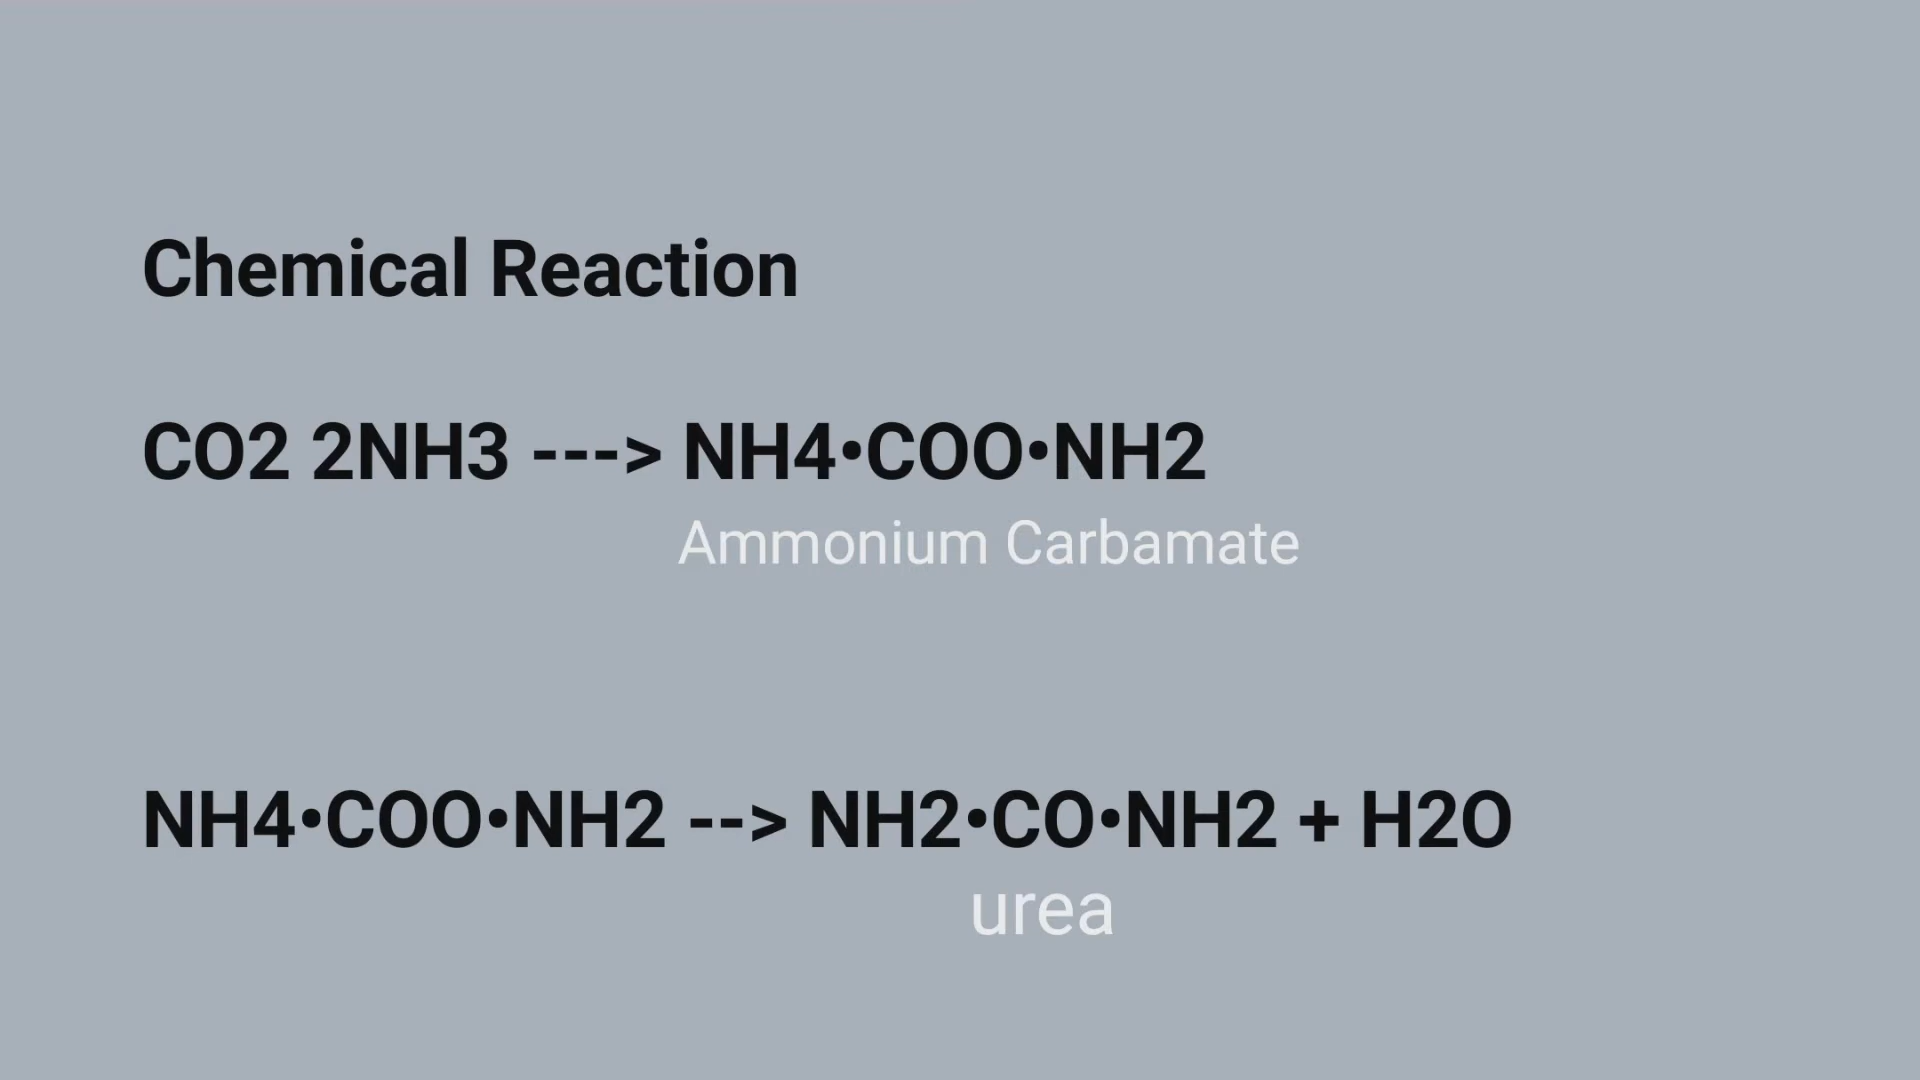 Chemical Reaction
CO2 2NH3 ---> NH4•COO•NH2
Ammonium Carbamate
NH4•COO•NH2 --> NH2•CO•NH2 + H2O
urea